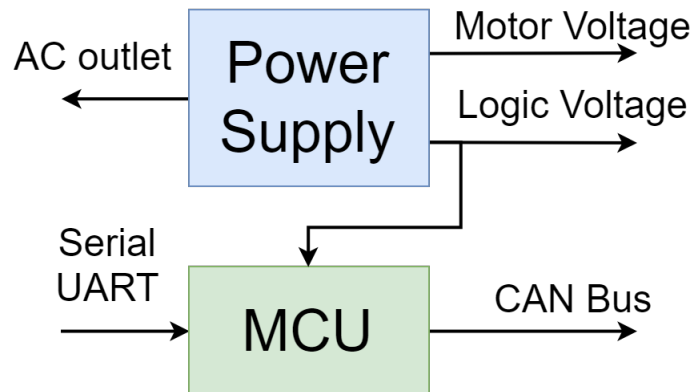 Motor Voltage
AC outlet
Power
Supply
Logic Voltage
Serial
UART
MCU
CAN Bus